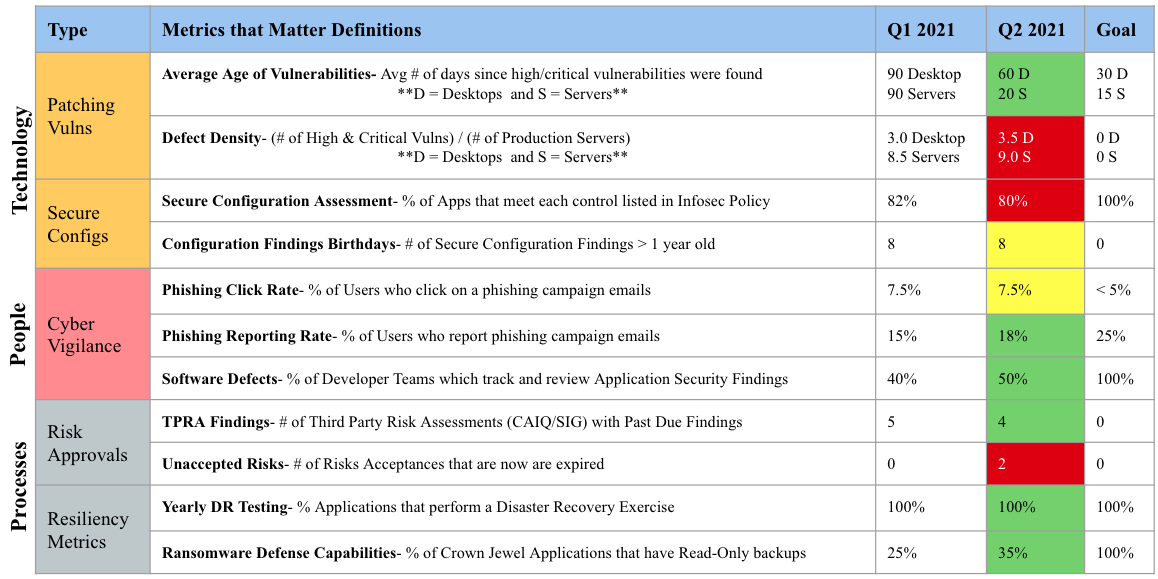 Type Metrics that Matter Definitions Q1 2021 Q2 2021 Goal
Technology
Patching
Vulns
Average Age of Vulnerabilities- Avg # of days since high/critical vulnerabilities were found
**D = Desktops and S = Servers**
90 Desktop
90 Servers
60 D
20 S
30 D
15 S
Defect Density- (# of High & Critical Vulns) / (# of Production Servers)
**D = Desktops and S = Servers**
3.0 Desktop
8.5 Servers
3.5 D
9.0 S
0 D
0 S
Secure
Configs
Secure Configuration Assessment- % of Apps that meet each control listed in Infosec Policy 82% 80% 100%
Configuration Findings Birthdays- # of Secure Configuration Findings > 1 year old 8 8 0
People
Cyber
Vigilance
Phishing Click Rate- % of Users who click on a phishing campaign emails 7.5% 7.5% < 5%
Phishing Reporting Rate- % of Users who report phishing campaign emails 15% 18% 25%
Software Defects- % of Developer Teams which track and review Application Security Findings 40% 50% 100%
Processes
Risk
Approvals
TPRA Findings- # of Third Party Risk Assessments (CAIQ/SIG) with Past Due Findings 5 4 0
Unaccepted Risks- # of Risks Acceptances that are now are expired 0 2 0
Resiliency
Metrics
Yearly DR Testing- % Applications that perform a Disaster Recovery Exercise 100% 100% 100%
Ransomware Defense Capabilities- % of Crown Jewel Applications that have Read-Only backups 25% 35% 100%